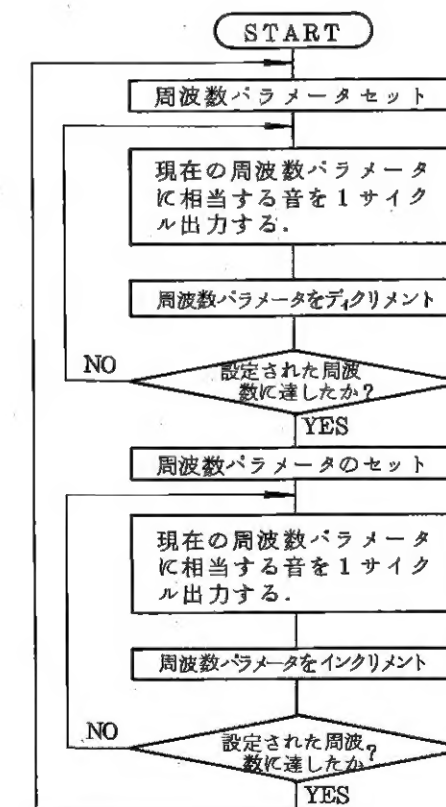 START
周波数パラメータセット
現在の周波数パラメータ
に相当する音を1サイク
ル出力する.
周波数パラメータをディクリメント
設定された周波
数に達したか?
NO
YES
周波数パラメータのセット
現在の周波数パラメータ
に相当する音を1サイク
ル出力する.
周波数パラメータをインクリメント
設定された周波
数に達したか?
NO
YES